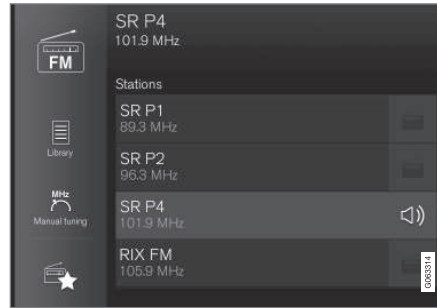 SR P4
101.9 MHz
FM
Stations
SR P1
89.3 MHz
Library
SR P2
96.3 MHz
MHz
Manual tuning
SR P4
101.9 MHz
RIX FM
105.9 MHz
G063314